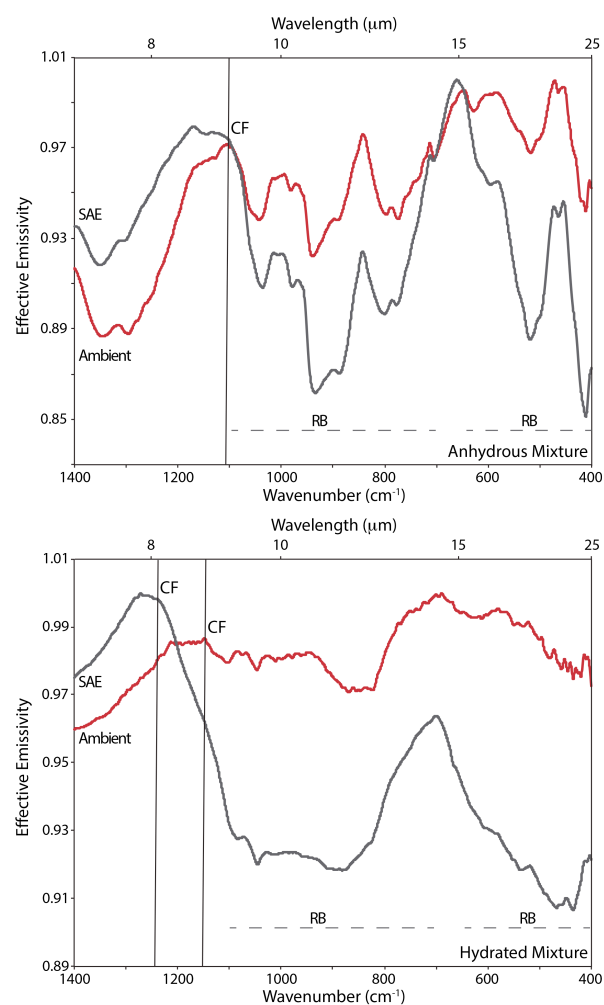 Wavelength (μm)
8 10 15 25
1.01
CF
0.97
SAE
0.93
Effective Emissivity
0.89
Ambient
0.85
RB RB
Anhydrous Mixture
1400 1200 1000 800 600 400
Wavenumber (cm-1)
Wavelength (μm)
8 10 15 25
1.01
CF
0.99
CF
SAE
0.97
Ambient
Effective Emissivity
0.95
0.93
0.91
RB RB
Hydrated Mixture
0.89
1400 1200 1000 800 600 400
Wavenumber (cm-1)